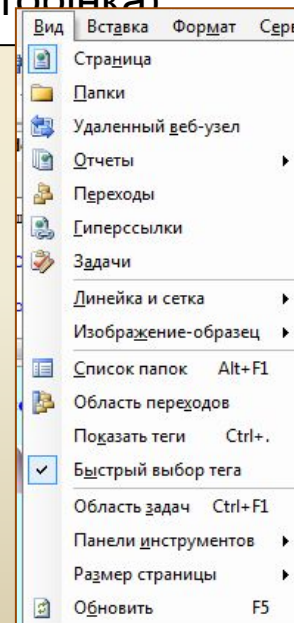 Вид Вставка Формат
Страница
Папки
Удаленный веб-узел
Отчеты
Переходы
Гиперссылки
Задачи
Линейка и сетка
Изображение-образец
Список папок Alt+F1
Область переходов
Показать теги Ctrl+.
Быстрый выбор тега
Область задач Ctrl+F1
Панели инструментов
Размер страницы
Обновить F5